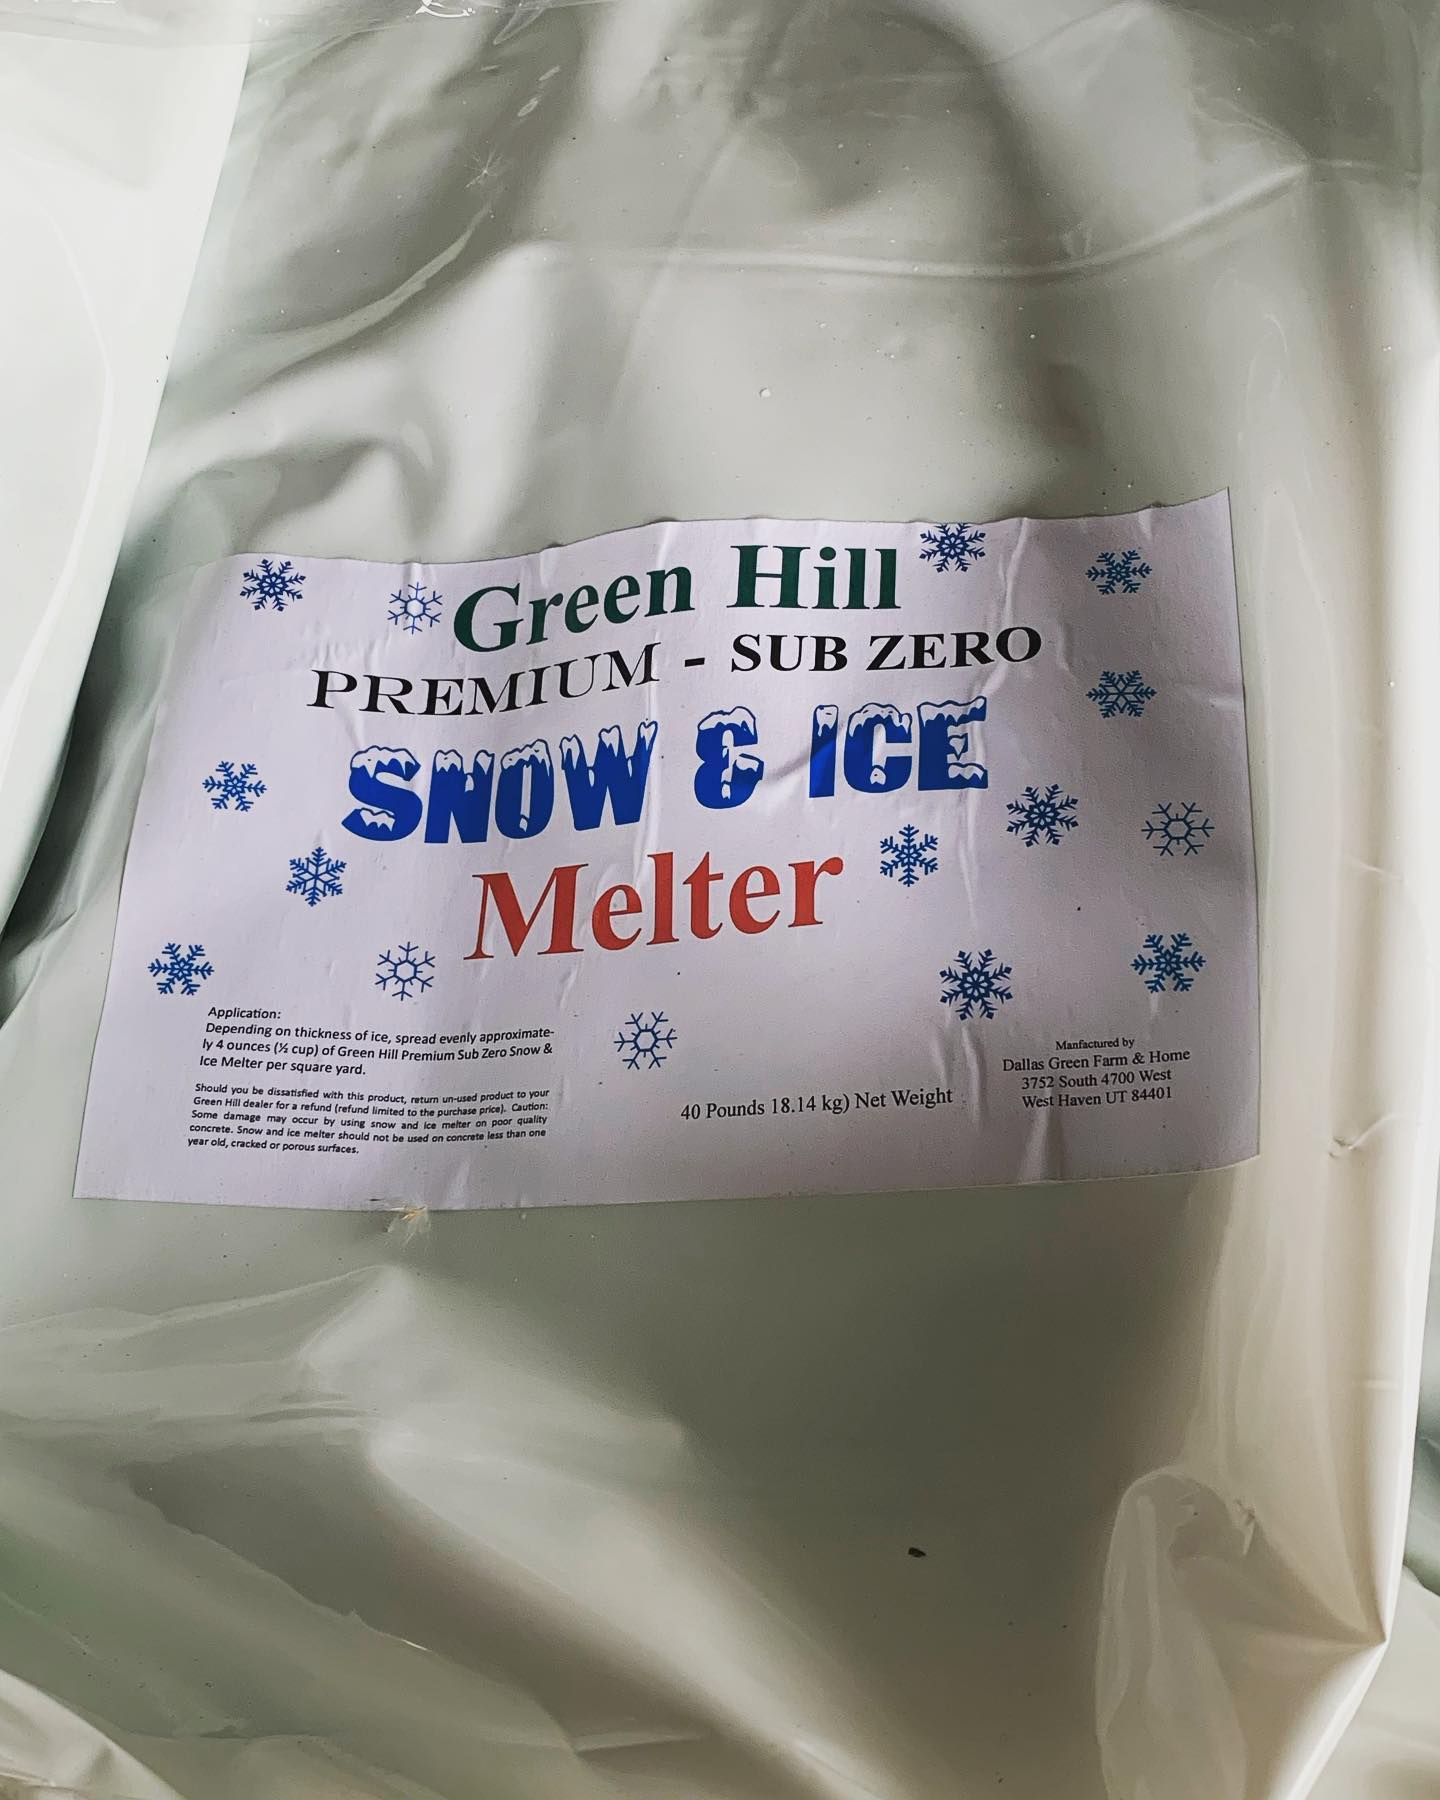 Green Hill
PREMIUM - SUB ZERO
SNOW & ICE
Melter
Application:
Depending on thickness of ice, spread evenly approximate-
ly 4 ounces (½ cup) of Green Hill Premium Sub Zero Snow &
Ice Melter per square yard.
Should you be dissatisfied with this product, return un-used product to your
Green Hill dealer for a refund (refund limited to the purchase price). Caution:
Some damage may occur by using snow and ice melter on poor quality
concrete. Snow and ice melter should not be used on concrete less than one
year old, cracked or porous surfaces.
40 Pounds 18.14 kg) Net Weight
Manfactured by
Dallas Green Farm & Home
3752 South 4700 West
West Haven UT 84401